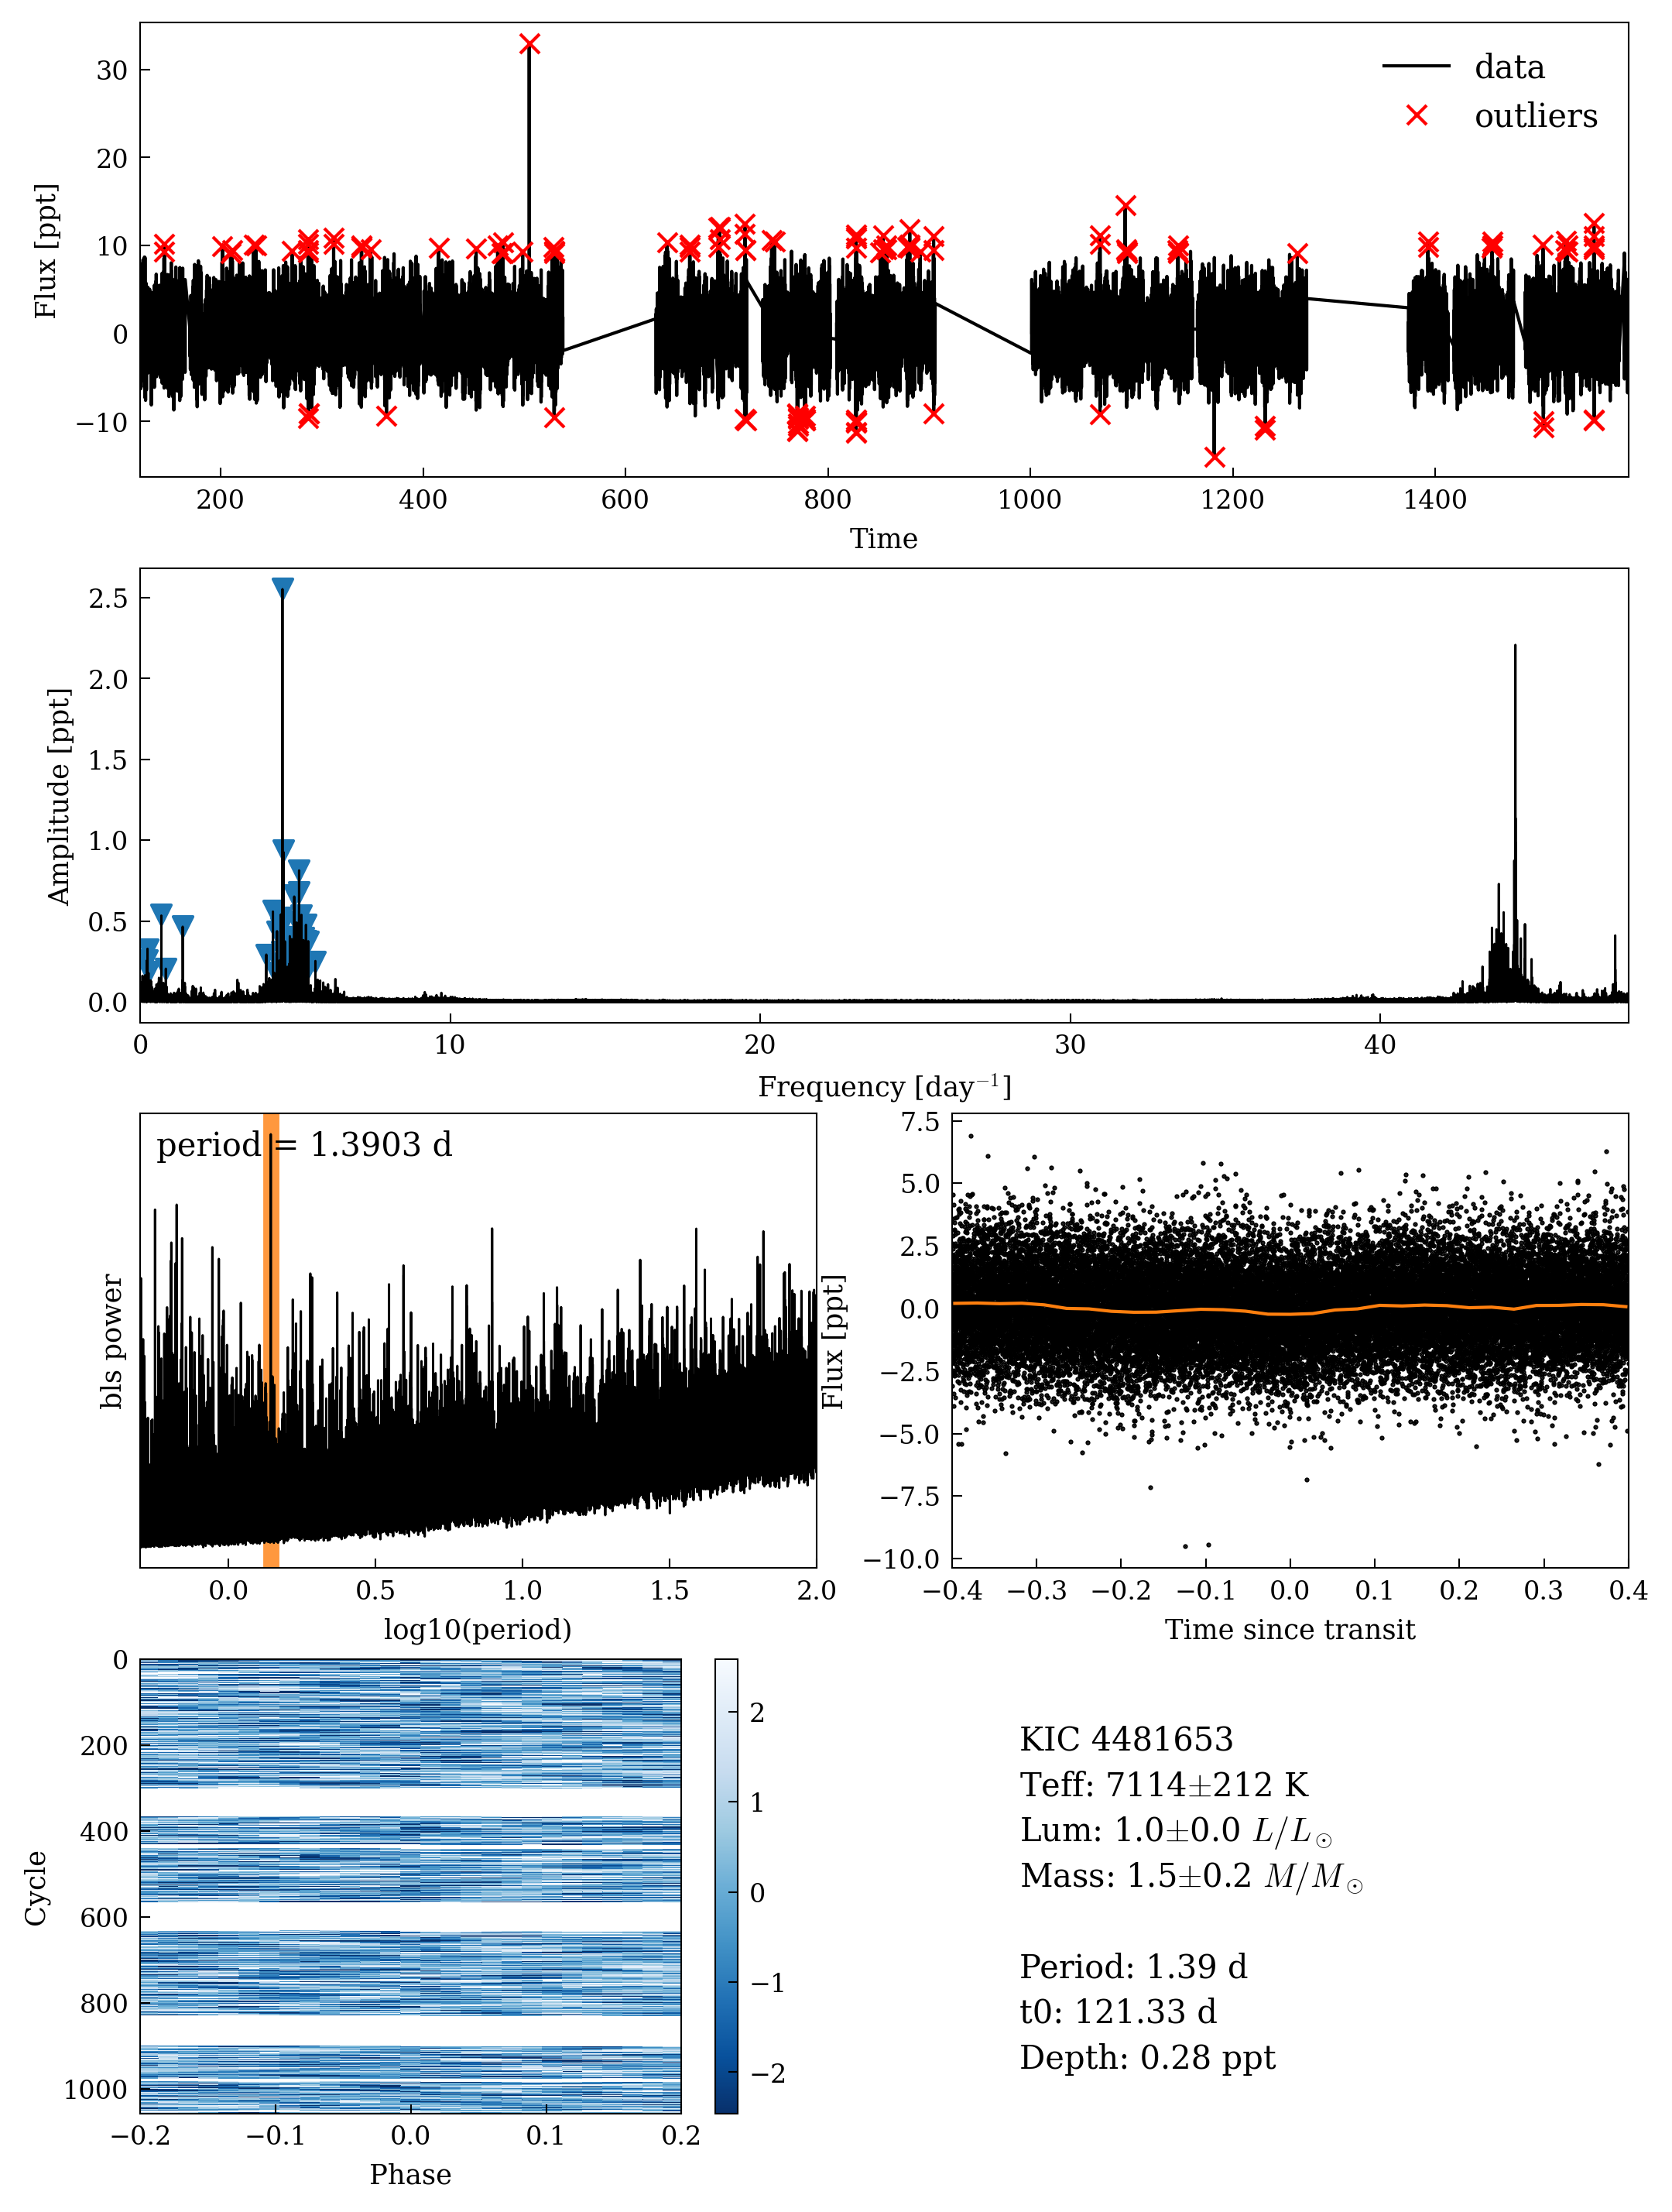 30
20
10
0
−10
Flux [ppt]
data
outliers
200 400 600 800 1000 1200 1400
Time
2.5
2.0
1.5
1.0
0.5
0.0
Amplitude [ppt]
0 10 20 30 40
Frequency [day⁻¹]
period = 1.3903 d
bls power
0.0 0.5 1.0 1.5 2.0
log10(period)
7.5
5.0
2.5
0.0
−2.5
−5.0
−7.5
−10.0
Flux [ppt]
−0.4 −0.3 −0.2 −0.1 0.0 0.1 0.2 0.3 0.4
Time since transit
0
200
400
600
800
1000
Cycle
−0.2 −0.1 0.0 0.1 0.2
Phase
2
1
0
−1
−2
KIC 4481653
Teff: 7114±212 K
Lum: 1.0±0.0 L/L⊙
Mass: 1.5±0.2 M/M⊙
Period: 1.39 d
t0: 121.33 d
Depth: 0.28 ppt